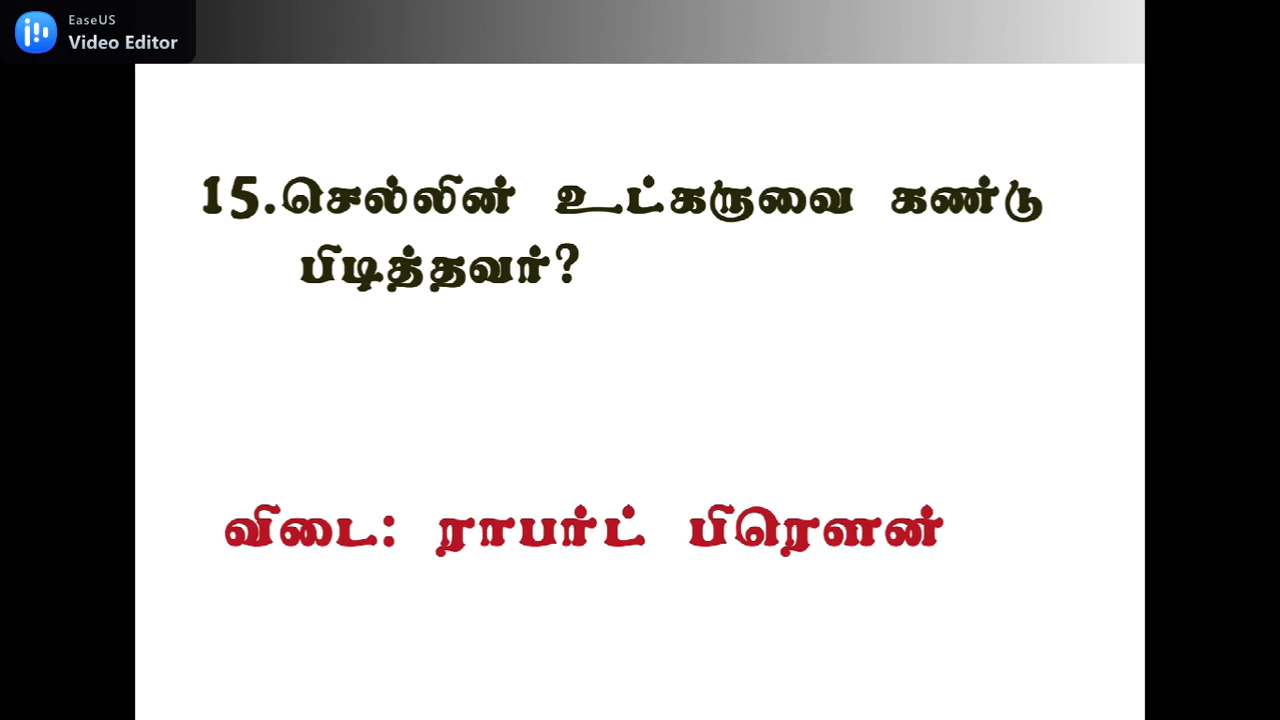 EaseUS
Video Editor
15.செல்லின் உட்கருவை கண்டு
பிடித்தவர்?
விடை: ராபர்ட் பிரௌன்